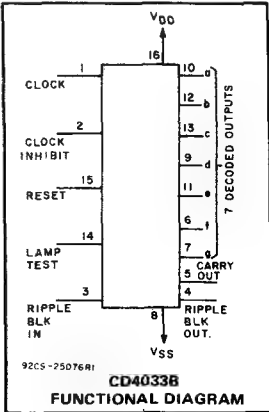 VDD
16
1
CLOCK
2
CLOCK
INHIBIT
15
RESET
14
LAMP
TEST
3
RIPPLE
BLK
IN
10 a
12 b
13 c
9 d
11 e
6 f
7 g
7 DECODED OUTPUTS
CARRY
OUT
5
4
RIPPLE
BLK
OUT.
8
VSS
92CS-25076R1
CD4033B
FUNCTIONAL DIAGRAM